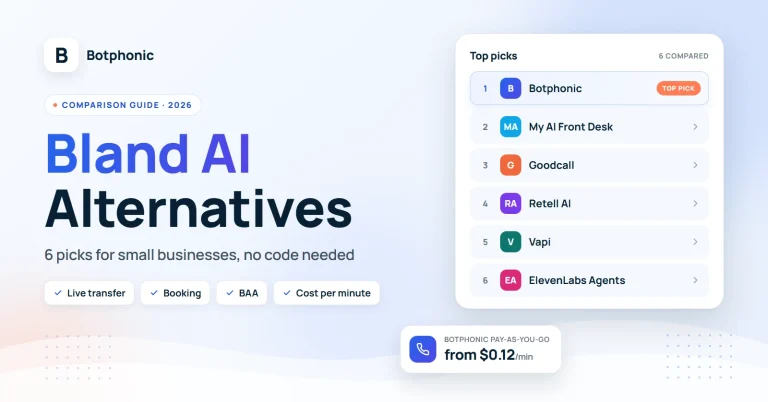 B Botphonic
COMPARISON GUIDE · 2026
Bland AI
Alternatives
6 picks for small businesses, no code needed
✓ Live transfer ✓ Booking ✓ BAA ✓ Cost per minute
Top picks 6 COMPARED
1 B Botphonic TOP PICK
2 MA My AI Front Desk
3 G Goodcall
4 RA Retell AI
5 V Vapi
6 EA ElevenLabs Agents
BOTPHONIC PAY-AS-YOU-GO
from $0.12/min